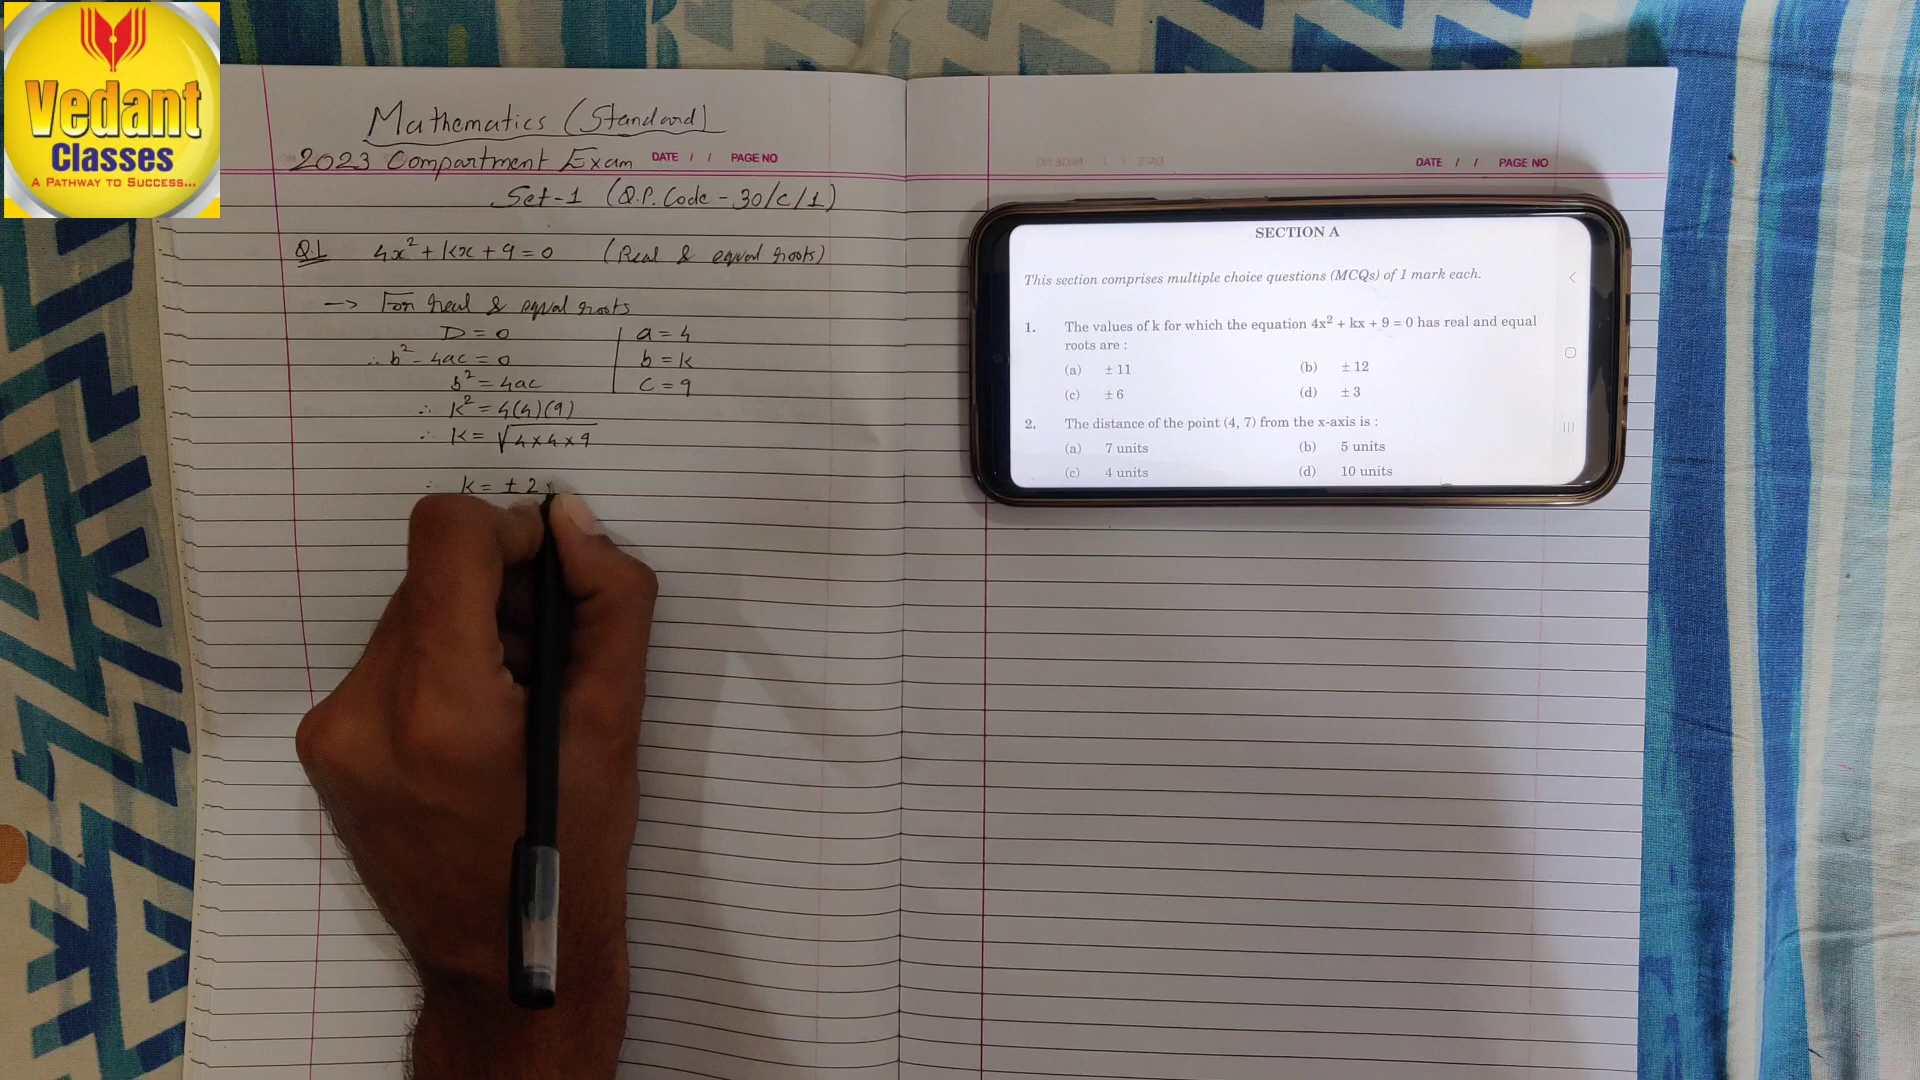 Vedant
Classes
A PATHWAY TO SUCCESS...
Mathematics (Standard)
2023 Compartment Exam
DATE / / PAGE NO
Set-1 (Q.P. Code - 30/C/1)
Q.1 4x² + kx + 9 = 0 (Real & equal roots)
→ For real & equal roots
D = 0
a = 4
∴ b² - 4ac = 0
b = k
b² = 4ac
C = 9
∴ k² = 4(4)(9)
∴ k = √4×4×9
∴ k = ± 2
DATE / / PAGE NO
SECTION A
This section comprises multiple choice questions (MCQs) of 1 mark each.
1. The values of k for which the equation 4x² + kx + 9 = 0 has real and equal
roots are :
(a) ± 11 (b) ± 12
(c) ± 6 (d) ± 3
2. The distance of the point (4, 7) from the x-axis is :
(a) 7 units (b) 5 units
(c) 4 units (d) 10 units